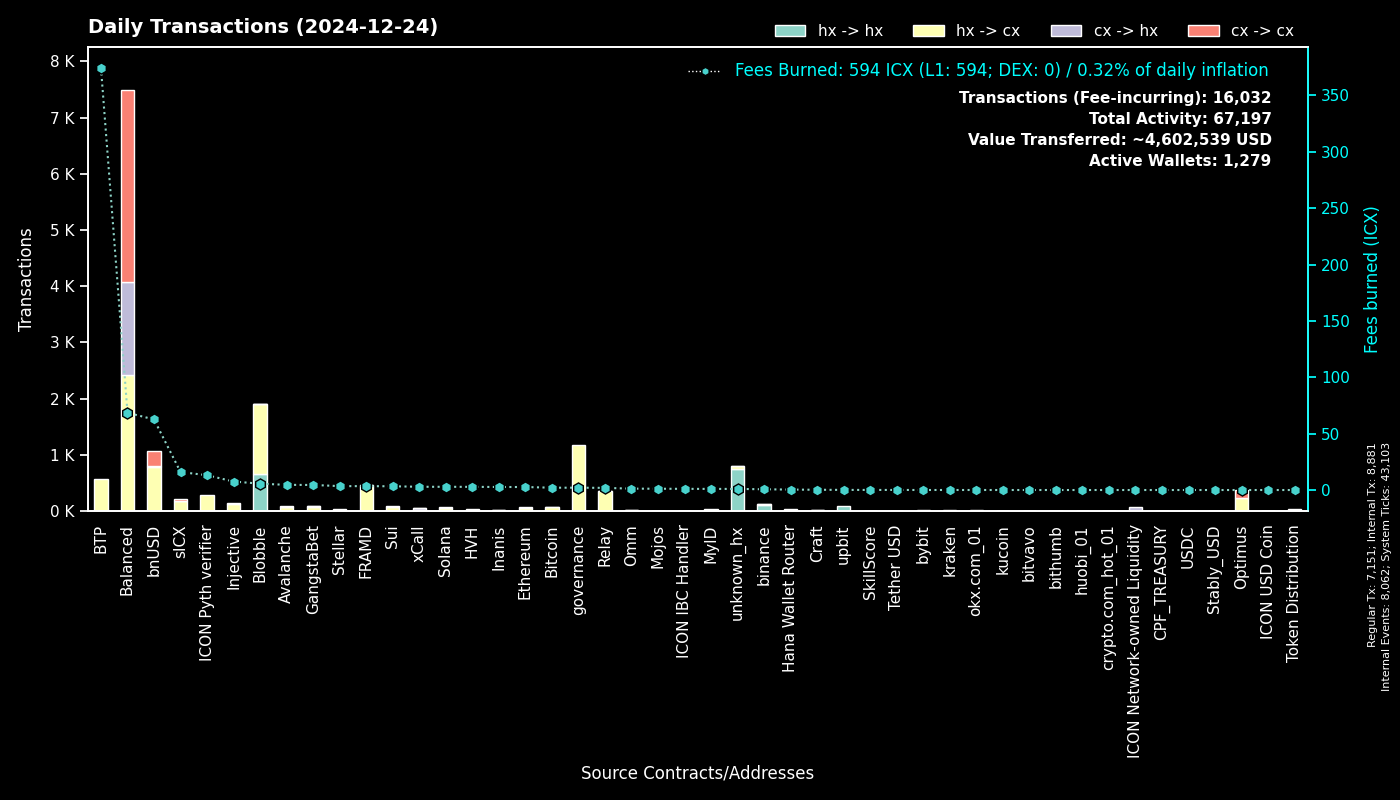 Daily Transactions (2024-12-24)
hx -> hx
hx -> cx
cx -> hx
cx -> cx
Fees Burned: 594 ICX (L1: 594; DEX: 0) / 0.32% of daily inflation
Transactions (Fee-incurring): 16,032
Total Activity: 67,197
Value Transferred: ~4,602,539 USD
Active Wallets: 1,279
Transactions
8 K
7 K
6 K
5 K
4 K
3 K
2 K
1 K
0 K
350
300
250
200
150
100
50
0
Fees burned (ICX)
BTP
Balanced
bnUSD
sICX
ICON Pyth verifier
Injective
Blobble
Avalanche
GangstaBet
Stellar
FRAMD
Sui
xCall
Solana
HVH
Inanis
Ethereum
Bitcoin
governance
Relay
Omm
Mojos
ICON IBC Handler
MyID
unknown_hx
binance
Hana Wallet Router
Craft
upbit
SkillScore
Tether USD
bybit
kraken
okx.com_01
kucoin
bitvavo
bithumb
huobi_01
crypto.com_hot_01
ICON Network-owned Liquidity
CPF_TREASURY
USDC
Stably_USD
Optimus
ICON USD Coin
Token Distribution
Source Contracts/Addresses
Regular Tx: 7,151; Internal Tx: 8,881
Internal Events: 8,062; System Ticks: 43,103